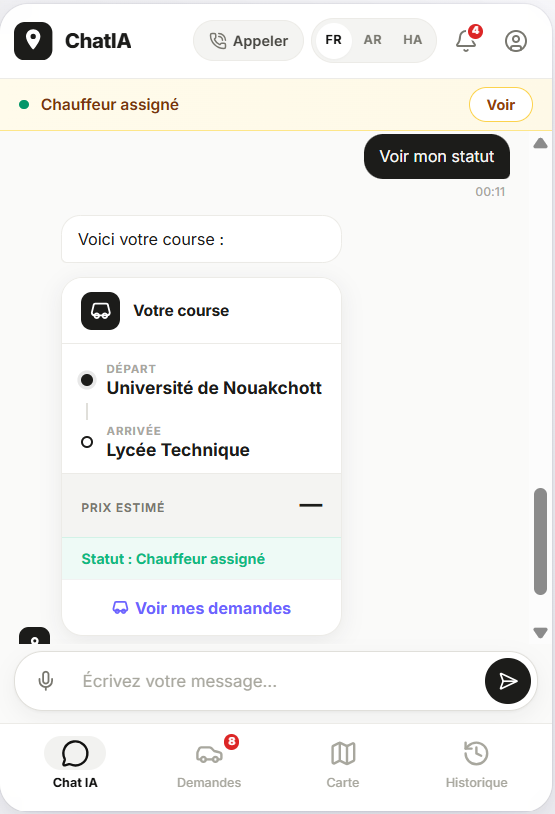 ChatIA
Appeler
FR AR HA
4
Chauffeur assigné
Voir
Voir mon statut
00:11
Voici votre course :
Votre course
DÉPART
Université de Nouakchott
ARRIVÉE
Lycée Technique
PRIX ESTIMÉ —
Statut : Chauffeur assigné
Voir mes demandes
Écrivez votre message...
8
Chat IA Demandes Carte Historique